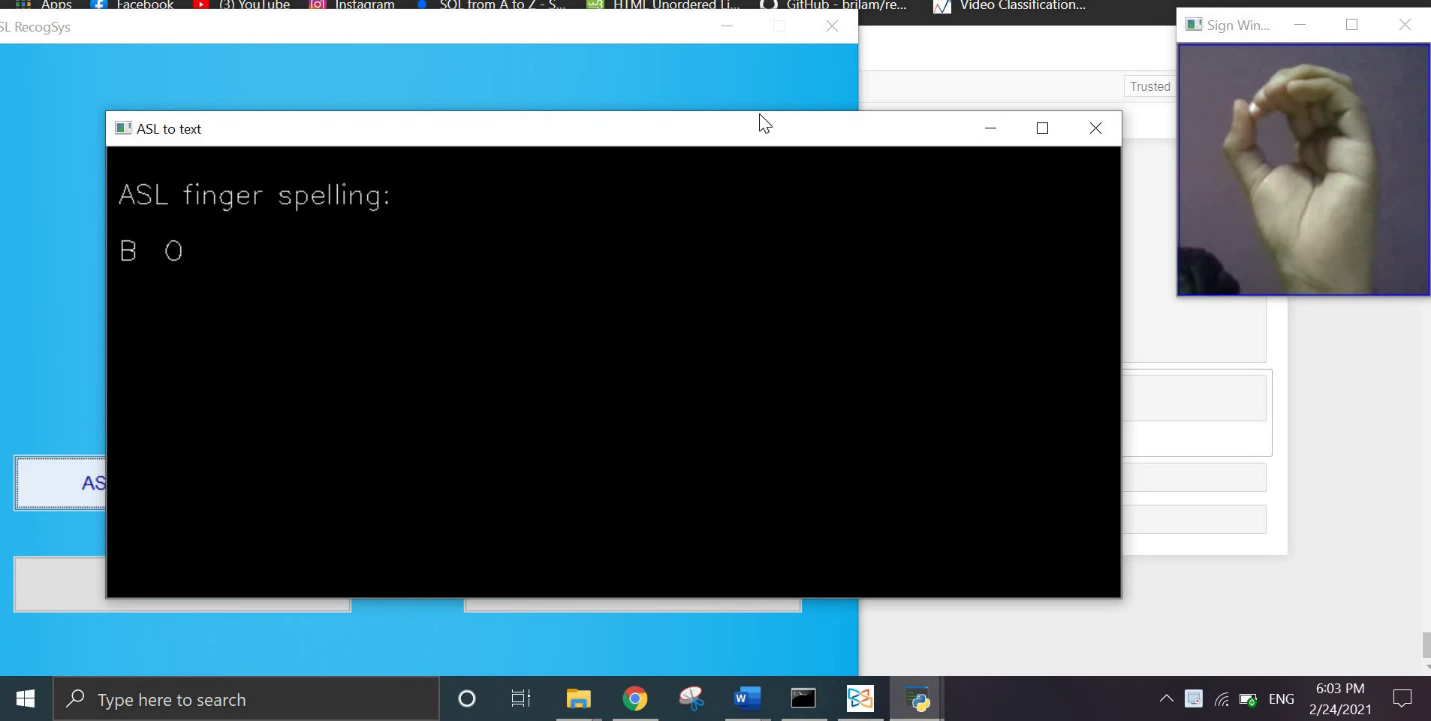 Apps Facebook (3) YouTube Instagram SQL from A to Z - S... HTML Unordered Li... GitHub - brilam/re... Video Classification...
SL RecogSys
Sign Win...
Trusted
ASL to text
ASL finger spelling:
B O
AS
Type here to search
W
ENG
6:03 PM
2/24/2021